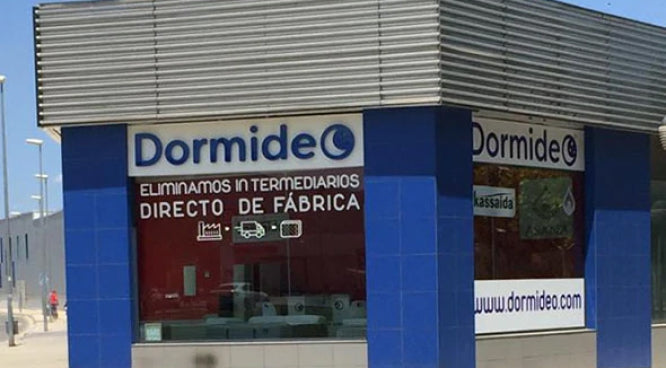 Dormideo
ELIMINAMOS INTERMEDIARIOS
DIRECTO DE FÁBRICA
Dormideo
kassaida
www.dormideo.com